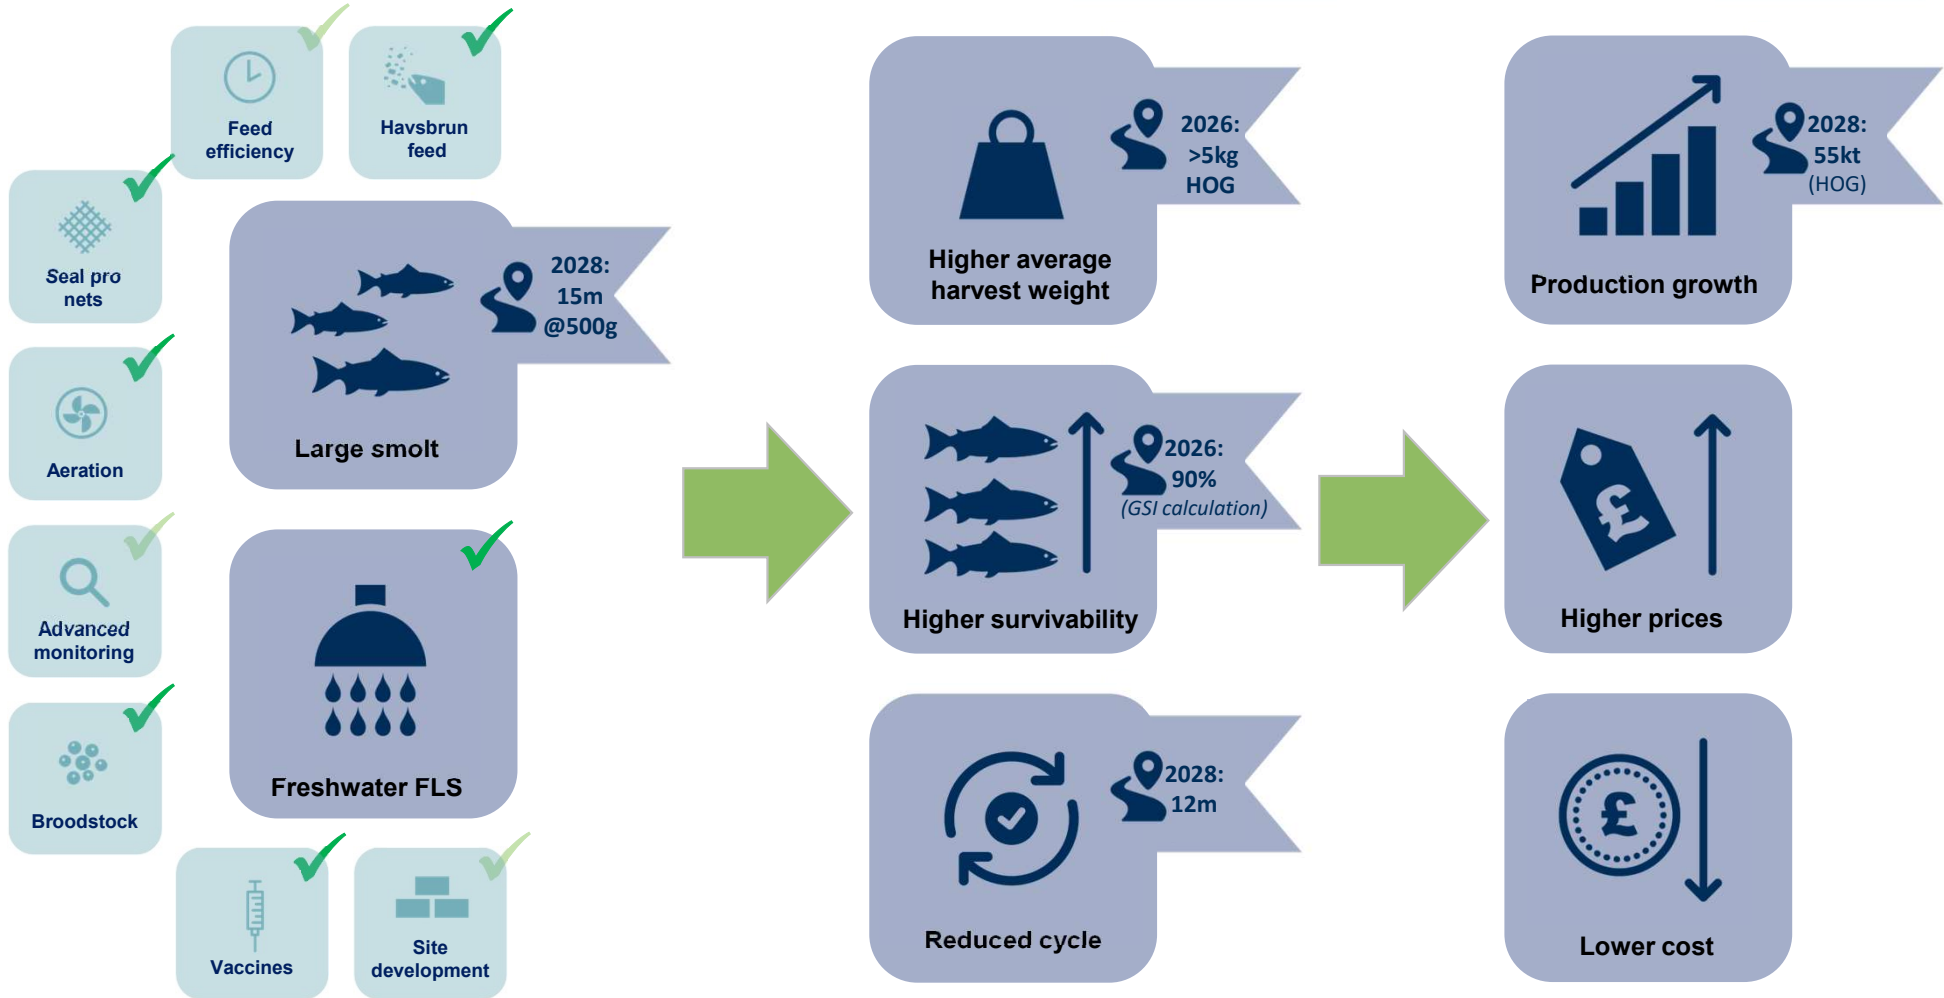 Feed
efficiency
Havsbrun
feed
Seal pro
nets
Aeration
Advanced
monitoring
Broodstock
Vaccines
Site
development
2028:
15m
@500g
Large smolt
Freshwater FLS
2026:
>5kg
HOG
Higher average
harvest weight
2026:
90%
(GSI calculation)
Higher survivability
2028:
12m
Reduced cycle
2028:
55kt
(HOG)
Production growth
£
Higher prices
£
Lower cost